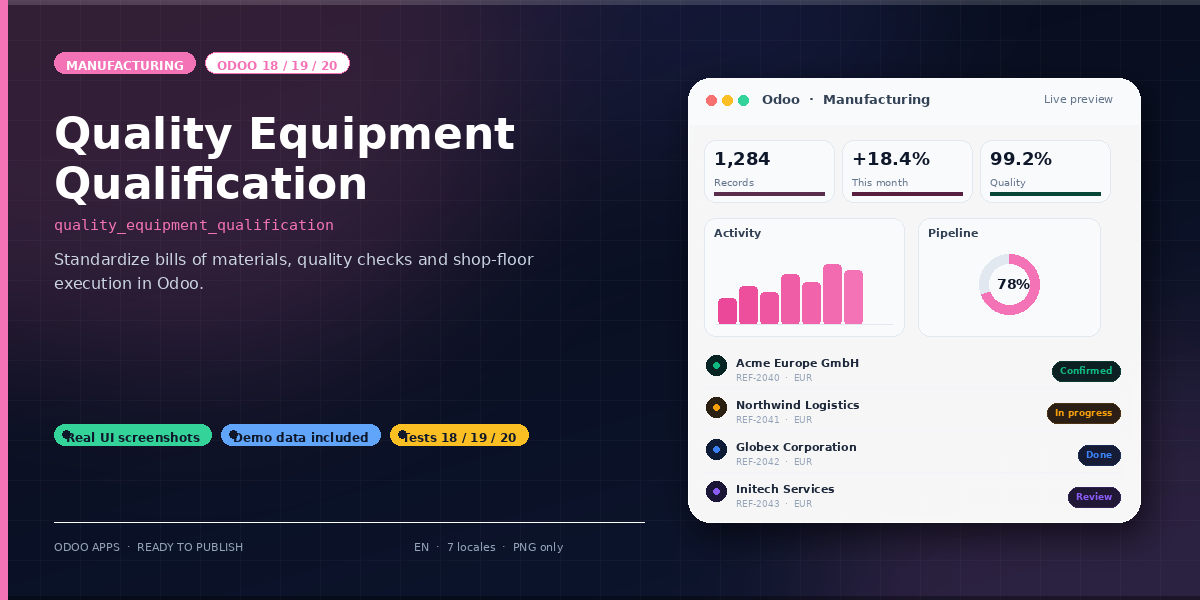 MANUFACTURING
ODOO 18 / 19 / 20
Quality Equipment
Qualification
quality_equipment_qualification
Standardize bills of materials, quality checks and shop-floor
execution in Odoo.
Real UI screenshots
Demo data included
Tests 18 / 19 / 20
ODOO APPS · READY TO PUBLISH
EN · 7 locales · PNG only
Odoo · Manufacturing
Live preview
1,284
Records
+18.4%
This month
99.2%
Quality
Activity
Pipeline
78%
Acme Europe GmbH
REF-2040 · EUR
Confirmed
Northwind Logistics
REF-2041 · EUR
In progress
Globex Corporation
REF-2042 · EUR
Done
Initech Services
REF-2043 · EUR
Review